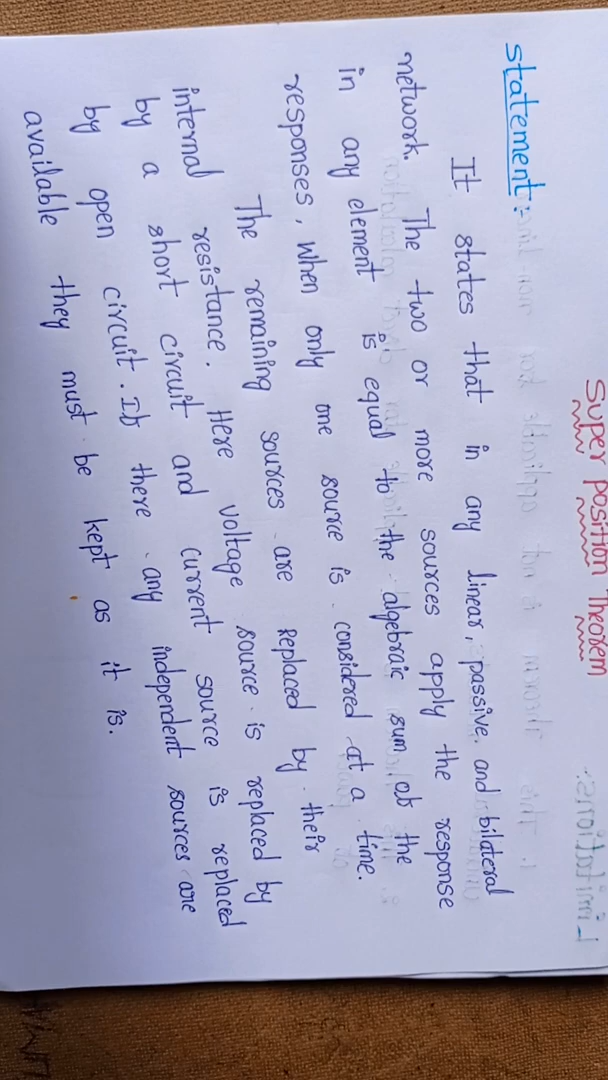 Super position Theorem
statement:-
It states that in any linear, passive and bilateral
network. The two or more sources apply the response
in any element is equal to the algebraic sum of the
responses, when only one source is considered at a time.
The remaining sources are Replaced by their
internal resistance. Here voltage source is replaced by
by a short circuit and current source is replaced
by open circuit. If there any independent sources are
available they must be kept as it is.